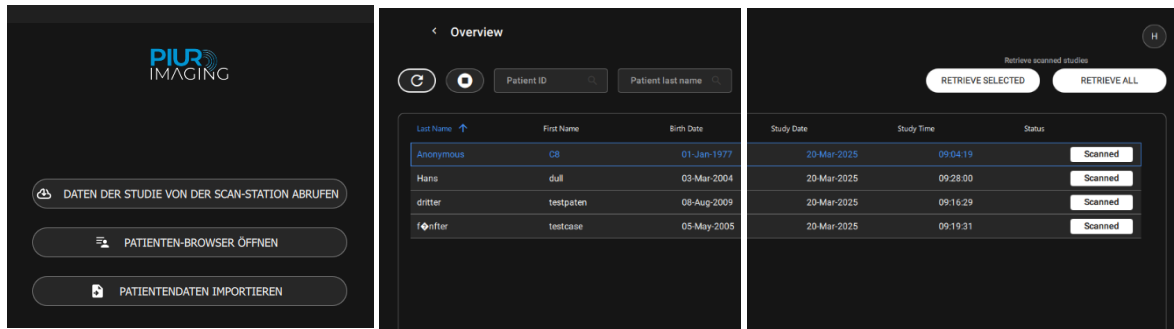 PIUR
IMAGING
DATEN DER STUDIE VON DER SCAN-STATION ABRUFEN
PATIENTEN-BROWSER ÖFFNEN
PATIENTENDATEN IMPORTIEREN
Overview
H
Retrieve scanned studies
Patient ID
Patient last name
RETRIEVE SELECTED
RETRIEVE ALL
Last Name First Name Birth Date Study Date Study Time Status
Anonymous C8 01-Jan-1977 20-Mar-2025 09:04:19 Scanned
Hans dull 03-Mar-2004 20-Mar-2025 09:28:00 Scanned
dritter testpaten 08-Aug-2009 20-Mar-2025 09:16:29 Scanned
f�nfter testcase 05-May-2005 20-Mar-2025 09:19:31 Scanned